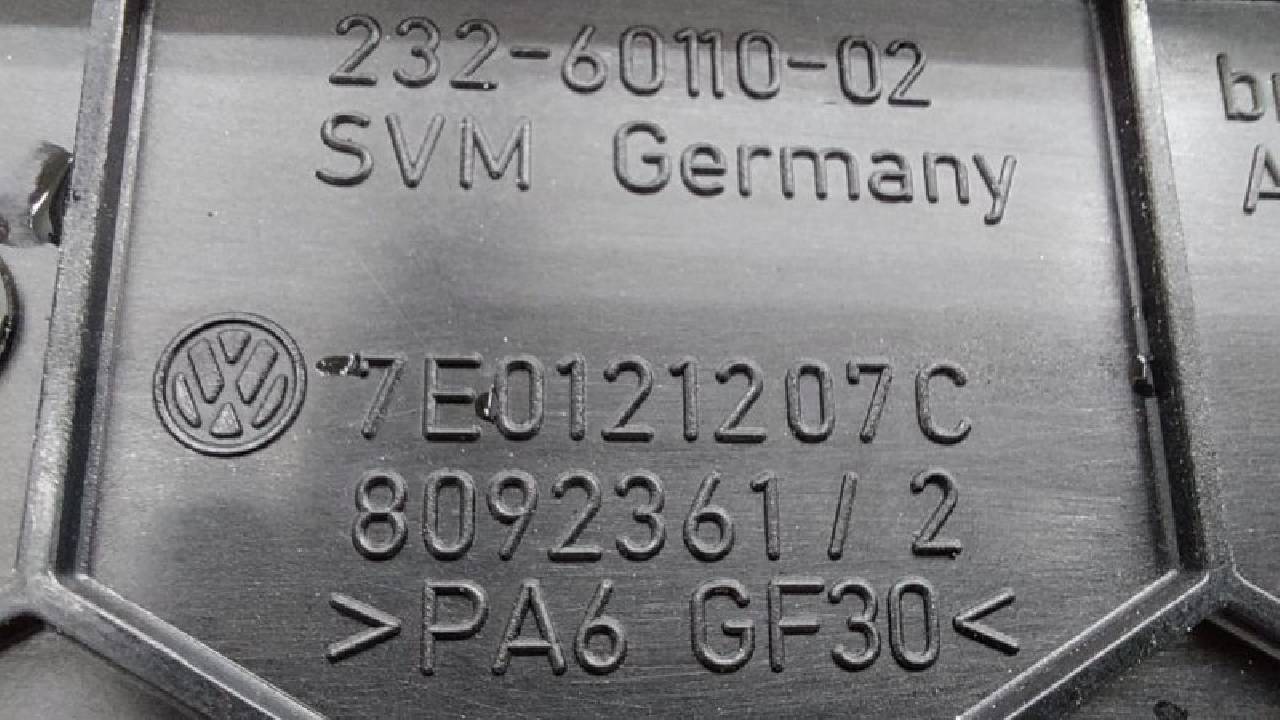 232-60110-02
SVM Germany
7E0121207C
8092361/2
>PA6 GF30<